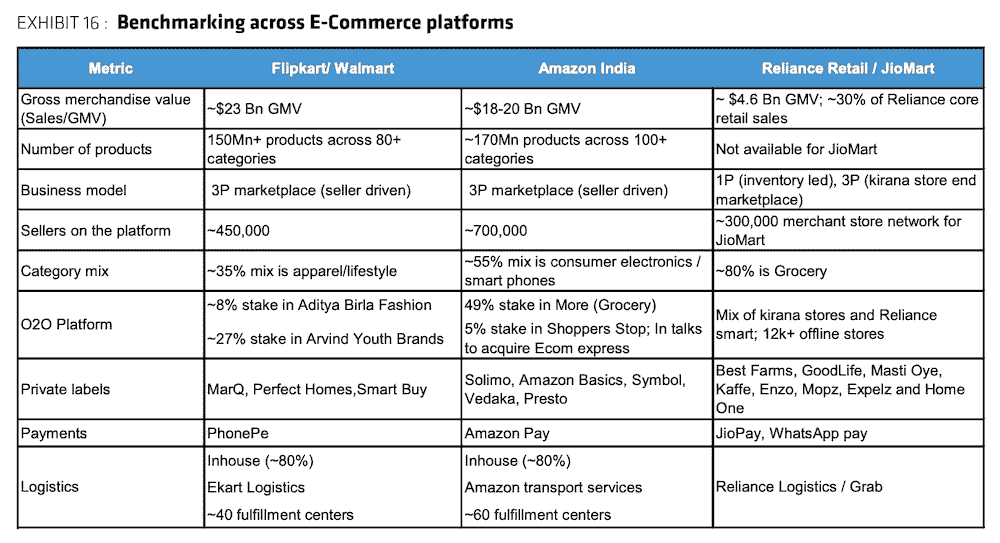 EXHIBIT 16 : Benchmarking across E-Commerce platforms
Metric
Flipkart/ Walmart
Amazon India
Reliance Retail / JioMart
Gross merchandise value
(Sales/GMV)
~$23 Bn GMV
~$18-20 Bn GMV
~ $4.6 Bn GMV; ~30% of Reliance core
retail sales
Number of products
150Mn+ products across 80+
categories
~170Mn products across 100+
categories
Not available for JioMart
Business model
3P marketplace (seller driven)
3P marketplace (seller driven)
1P (inventory led), 3P (kirana store end
marketplace)
Sellers on the platform
~450,000
~700,000
~300,000 merchant store network for
JioMart
Category mix
~35% mix is apparel/lifestyle
~55% mix is consumer electronics /
smart phones
~80% is Grocery
O2O Platform
~8% stake in Aditya Birla Fashion
~27% stake in Arvind Youth Brands
49% stake in More (Grocery)
5% stake in Shoppers Stop; In talks
to acquire Ecom express
Mix of kirana stores and Reliance
smart; 12k+ offline stores
Private labels
MarQ, Perfect Homes,Smart Buy
Solimo, Amazon Basics, Symbol,
Vedaka, Presto
Best Farms, GoodLife, Masti Oye,
Kaffe, Enzo, Mopz, Expelz and Home
One
Payments
PhonePe
Amazon Pay
JioPay, WhatsApp pay
Logistics
Inhouse (~80%)
Ekart Logistics
~40 fulfillment centers
Inhouse (~80%)
Amazon transport services
~60 fulfillment centers
Reliance Logistics / Grab